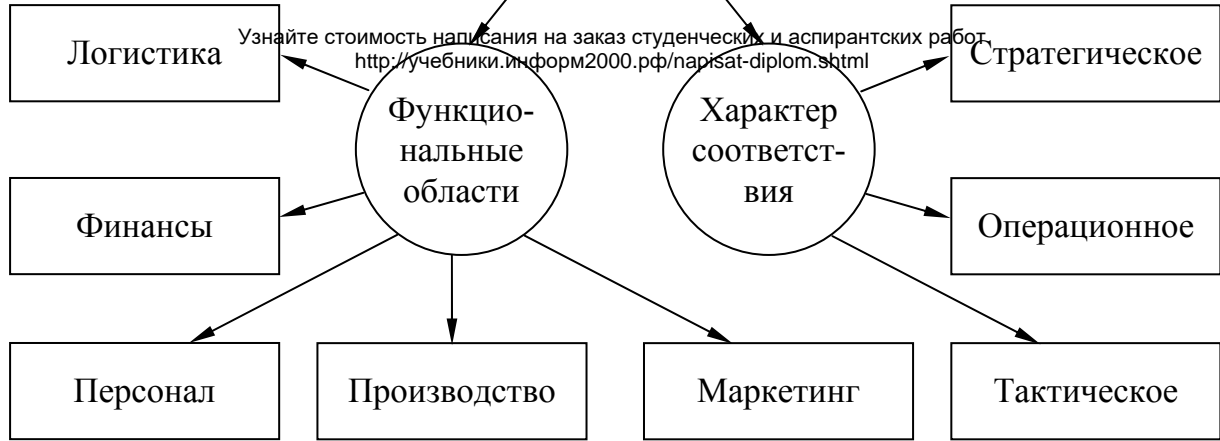 Узнайте стоимость написания на заказ студенческих и аспирантских работ
http://учебники.информ2000.рф/napisat-diplom.shtml
Логистика
Стратегическое
Функцио-
нальные
области
Характер
соответст-
вия
Финансы
Операционное
Персонал
Производство
Маркетинг
Тактическое